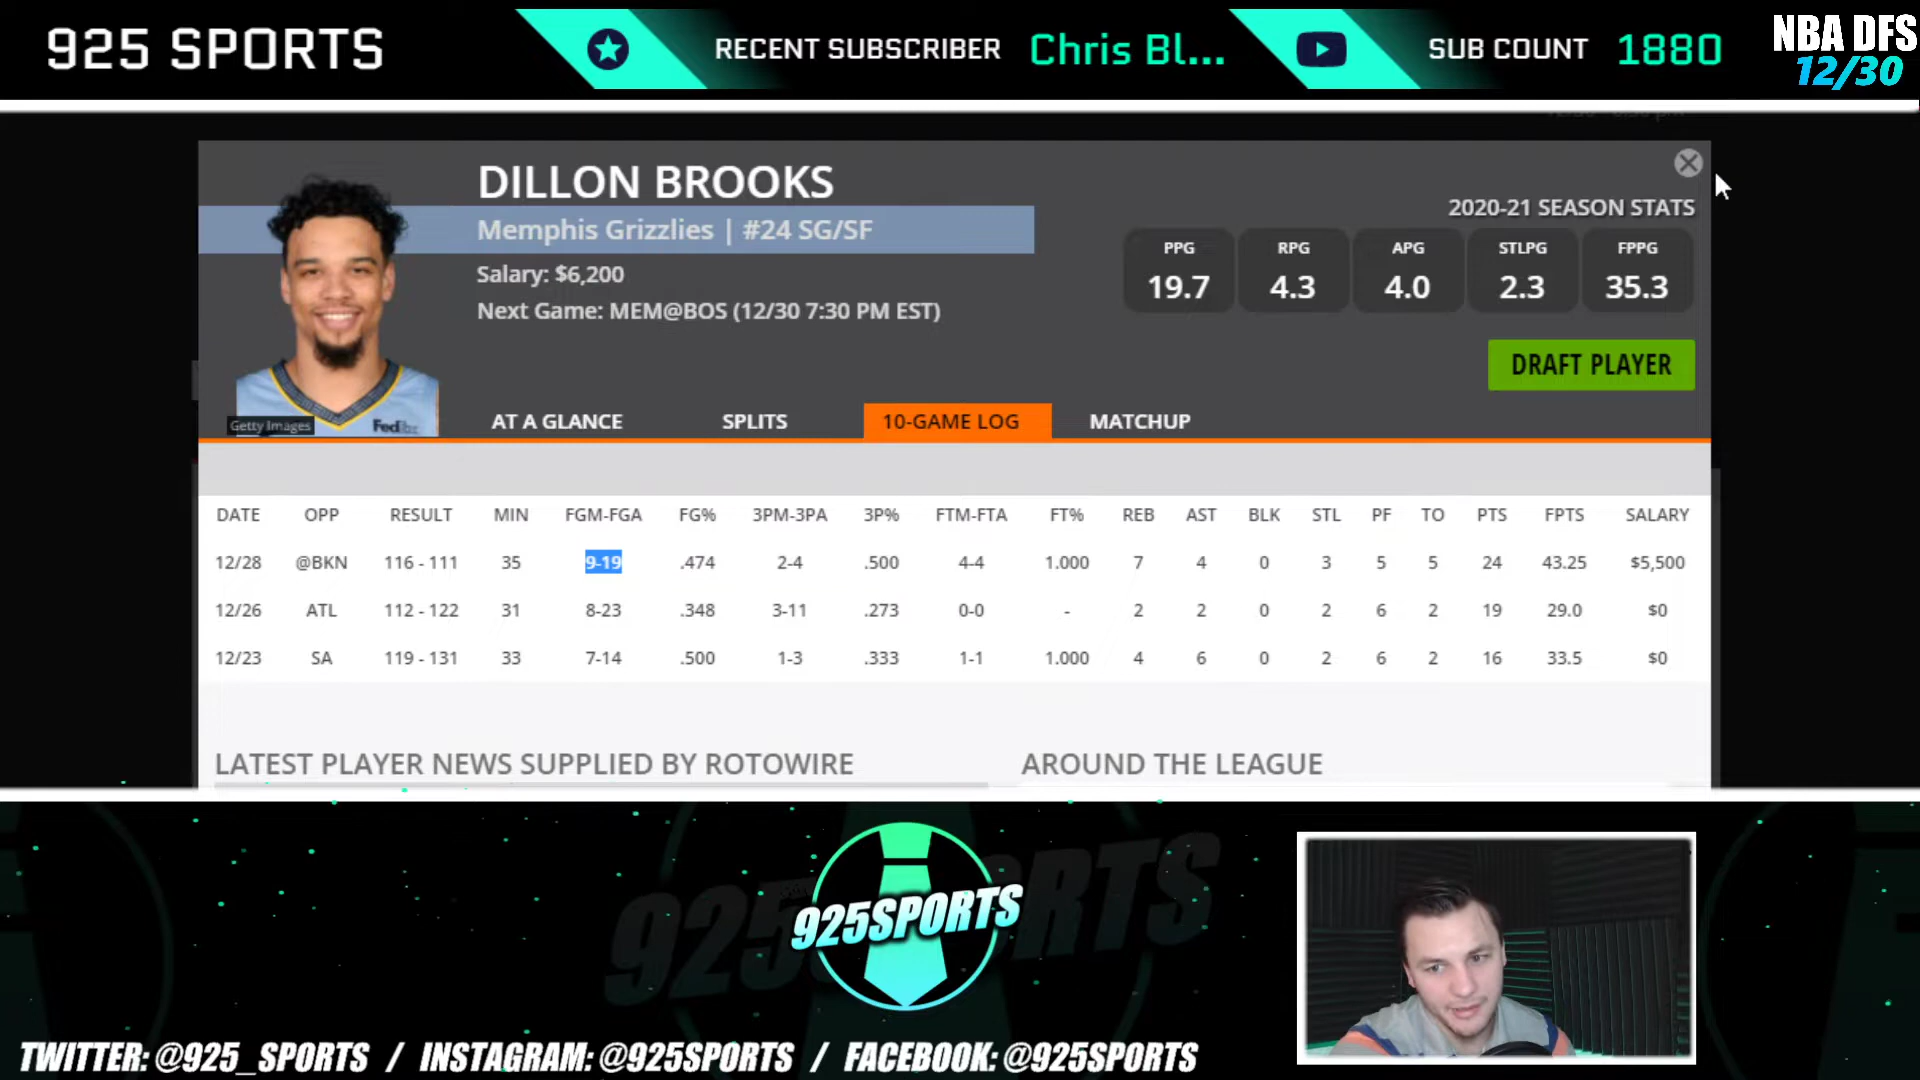 925 SPORTS
RECENT SUBSCRIBER Chris Bl...
SUB COUNT 1880
NBA DFS
12/30
DILLON BROOKS
Memphis Grizzlies | #24 SG/SF
Salary: $6,200
Next Game: MEM@BOS (12/30 7:30 PM EST)
2020-21 SEASON STATS
PPG RPG APG STLPG FPPG
19.7 4.3 4.0 2.3 35.3
DRAFT PLAYER
Getty Images
AT A GLANCE SPLITS 10-GAME LOG MATCHUP
DATE OPP RESULT MIN FGM-FGA FG% 3PM-3PA 3P% FTM-FTA FT% REB AST BLK STL PF TO PTS FPTS SALARY
12/28 @BKN 116 - 111 35 9-19 .474 2-4 .500 4-4 1.000 7 4 0 3 5 5 24 43.25 $5,500
12/26 ATL 112 - 122 31 8-23 .348 3-11 .273 0-0 - 2 2 0 2 6 2 19 29.0 $0
12/23 SA 119 - 131 33 7-14 .500 1-3 .333 1-1 1.000 4 6 0 2 6 2 16 33.5 $0
LATEST PLAYER NEWS SUPPLIED BY ROTOWIRE
AROUND THE LEAGUE
925SPORTS
TWITTER: @925_SPORTS / INSTAGRAM: @925SPORTS / FACEBOOK: @925SPORTS